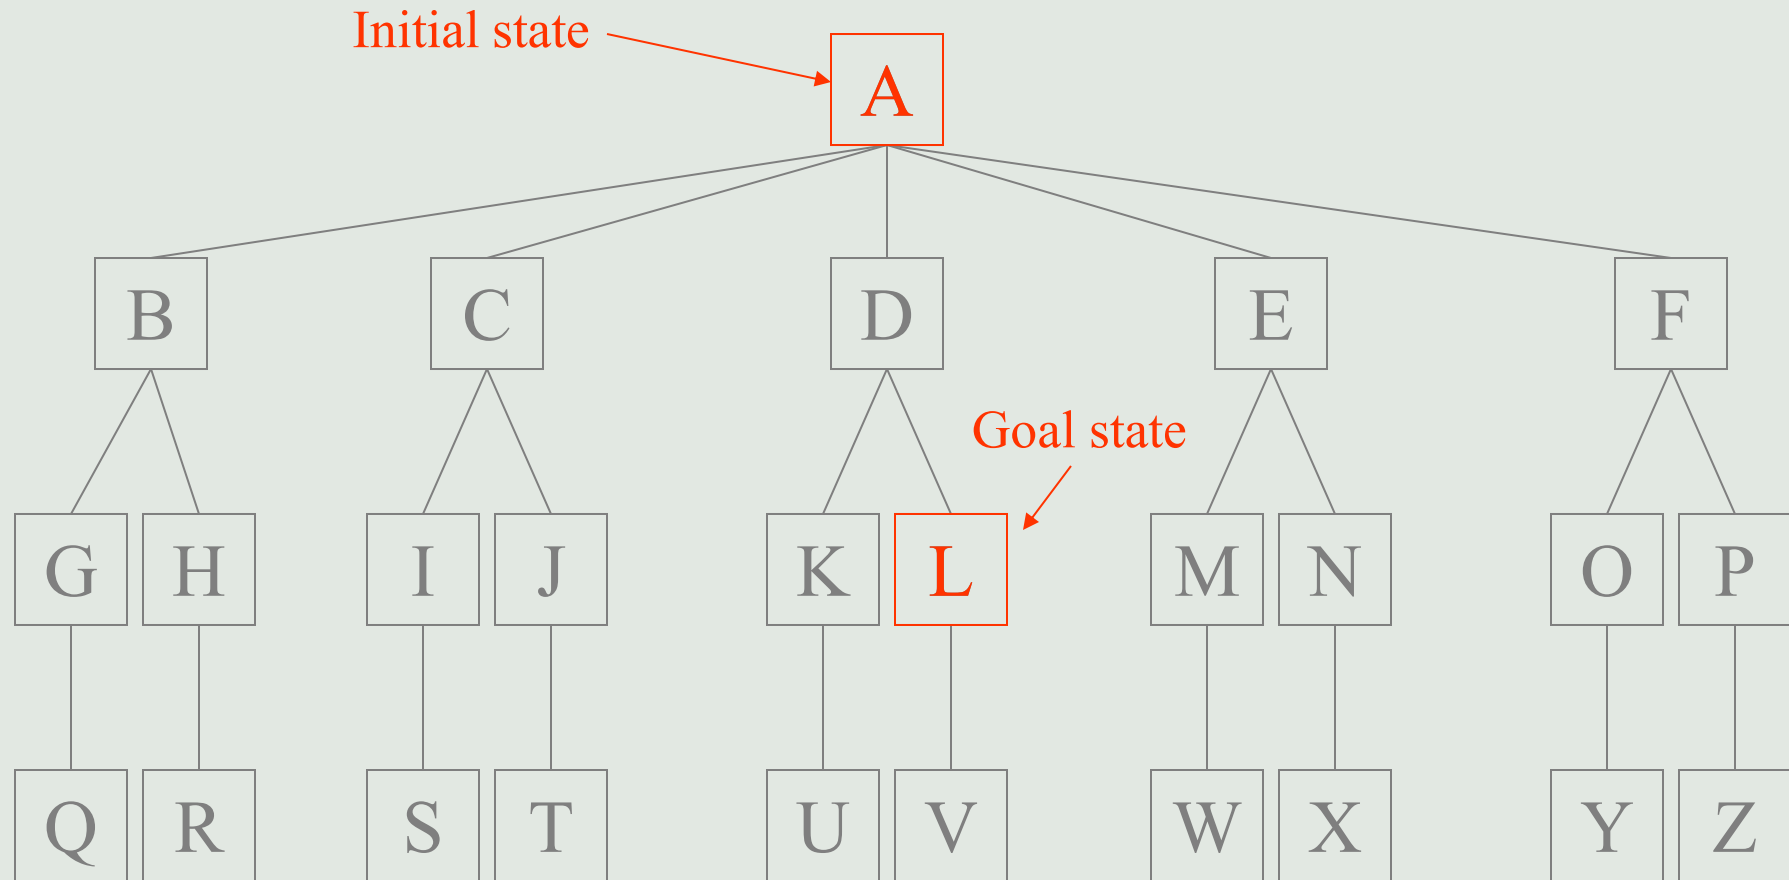 Initial state
A
B C D E F
Goal state
G H I J K L M N O P
Q R S T U V W X Y Z